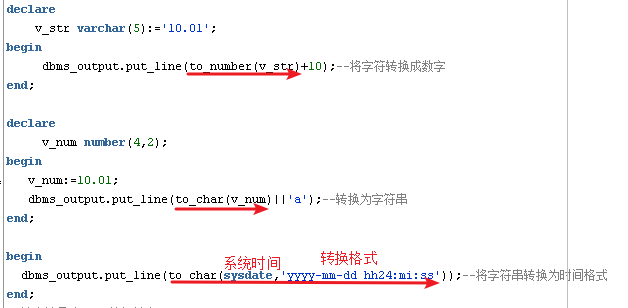 declare
v_str varchar(5):='10.01';
begin
dbms_output.put_line(to_number(v_str)+10);--将字符转换成数字
end;
declare
v_num number(4,2);
begin
v_num:=10.01;
dbms_output.put_line(to_char(v_num)||'a');--转换为字符串
end;
系统时间 转换格式
begin
dbms_output.put_line(to_char(sysdate,'yyyy-mm-dd hh24:mi:ss'));--将字符串转换为时间格式
end;